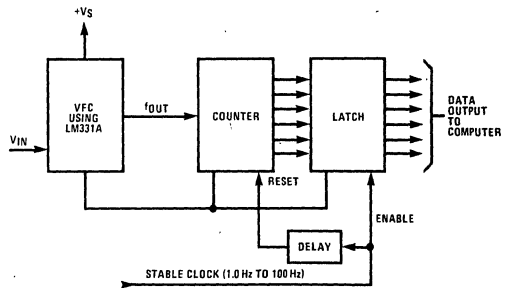 +VS
VFC
USING
LM331A
fOUT
VIN
COUNTER
LATCH
DATA
OUTPUT
TO
COMPUTER
RESET
ENABLE
DELAY
STABLE CLOCK (1.0 Hz TO 100 Hz)